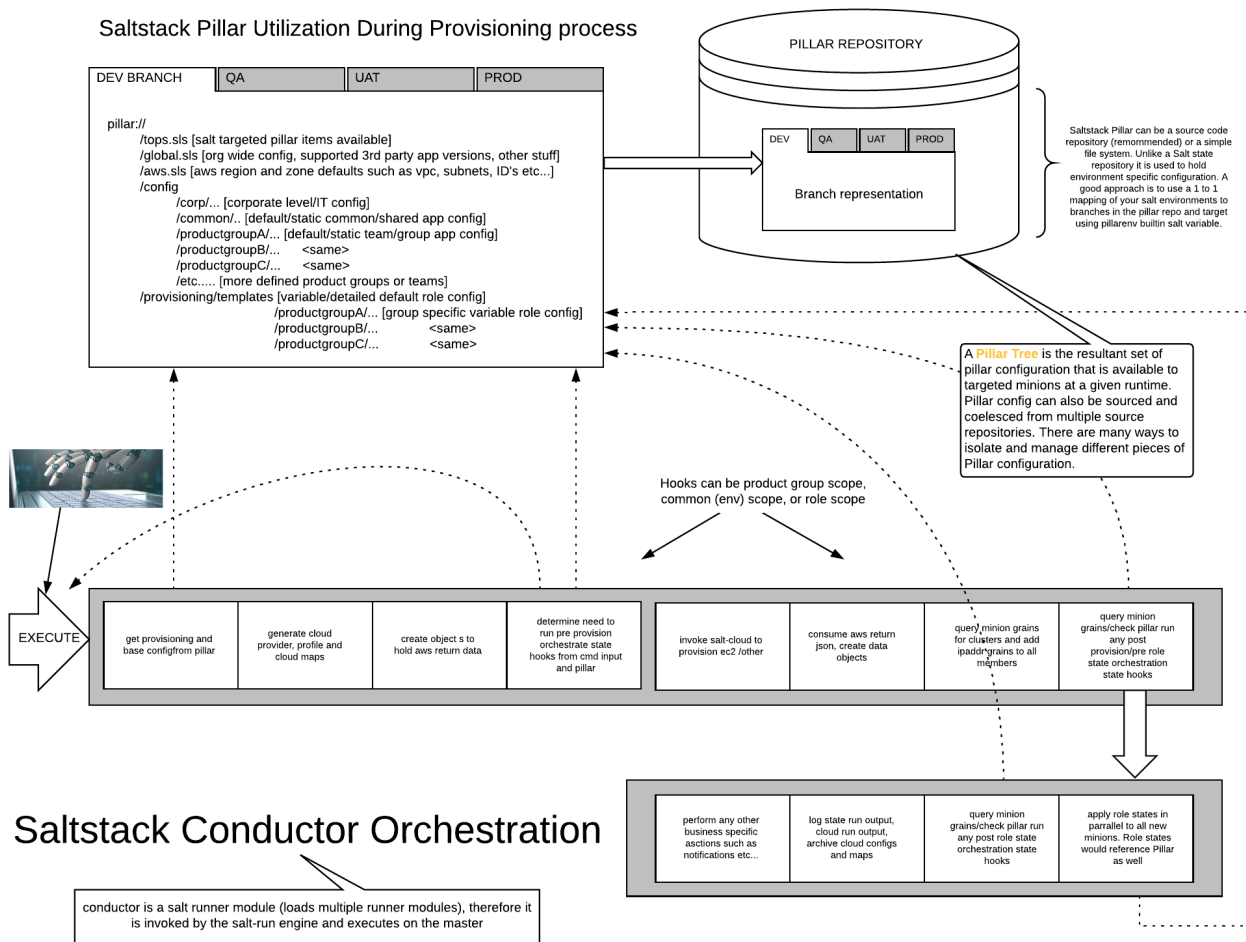 Saltstack Pillar Utilization During Provisioning process
PILLAR REPOSITORY
DEV BRANCH
QA
UAT
PROD
pillar://
/tops.sls [salt targeted pillar items available]
/global.sls [org wide config, supported 3rd party app versions, other stuff]
/aws.sls [aws region and zone defaults such as vpc, subnets, ID's etc...]
/config
/corp/... [corporate level/IT config]
/common/.. [default/static common/shared app config]
/productgroupA/... [default/static team/group app config]
/productgroupB/... <same>
/productgroupC/... <same>
/etc..... [more defined product groups or teams]
/provisioning/templates [variable/detailed default role config]
/productgroupA/... [group specific variable role config]
/productgroupB/... <same>
/productgroupC/... <same>
DEV
QA
UAT
PROD
Branch representation
Saltstack Pillar can be a source code
repository (remommended) or a simple
file system. Unlike a Salt state
repository it is used to hold
environment specific configuration. A
good approach is to use a 1 to 1
mapping of your salt environments to
branches in the pillar repo and target
using pillarenv builtin salt variable.
A Pillar Tree is the resultant set of
pillar configuration that is available to
targeted minions at a given runtime.
Pillar config can also be sourced and
coelesced from multiple source
repositories. There are many ways to
isolate and manage different pieces of
Pillar configuration.
Hooks can be product group scope,
common (env) scope, or role scope
EXECUTE
get provisioning and
base configfrom pillar
generate cloud
provider, profile and
cloud maps
create object s to
hold aws return data
determine need to
run pre provision
orchestrate state
hooks from cmd input
and pillar
invoke salt-cloud to
provision ec2 /other
consume aws return
json, create data
objects
query minion grains
for clusters and add
ipaddr grains to all
members
query minion
grains/check pillar run
any post
provision/pre role
state orchestration
state hooks
perform any other
business specific
asctions such as
notifications etc...
log state run output,
cloud run output,
archive cloud configs
and maps
query minion
grains/check pillar run
any post role state
orchestration state
hooks
apply role states in
parrallel to all new
minions. Role states
would reference Pillar
as well
Saltstack Conductor Orchestration
conductor is a salt runner module (loads multiple runner modules), therefore it
is invoked by the salt-run engine and executes on the master